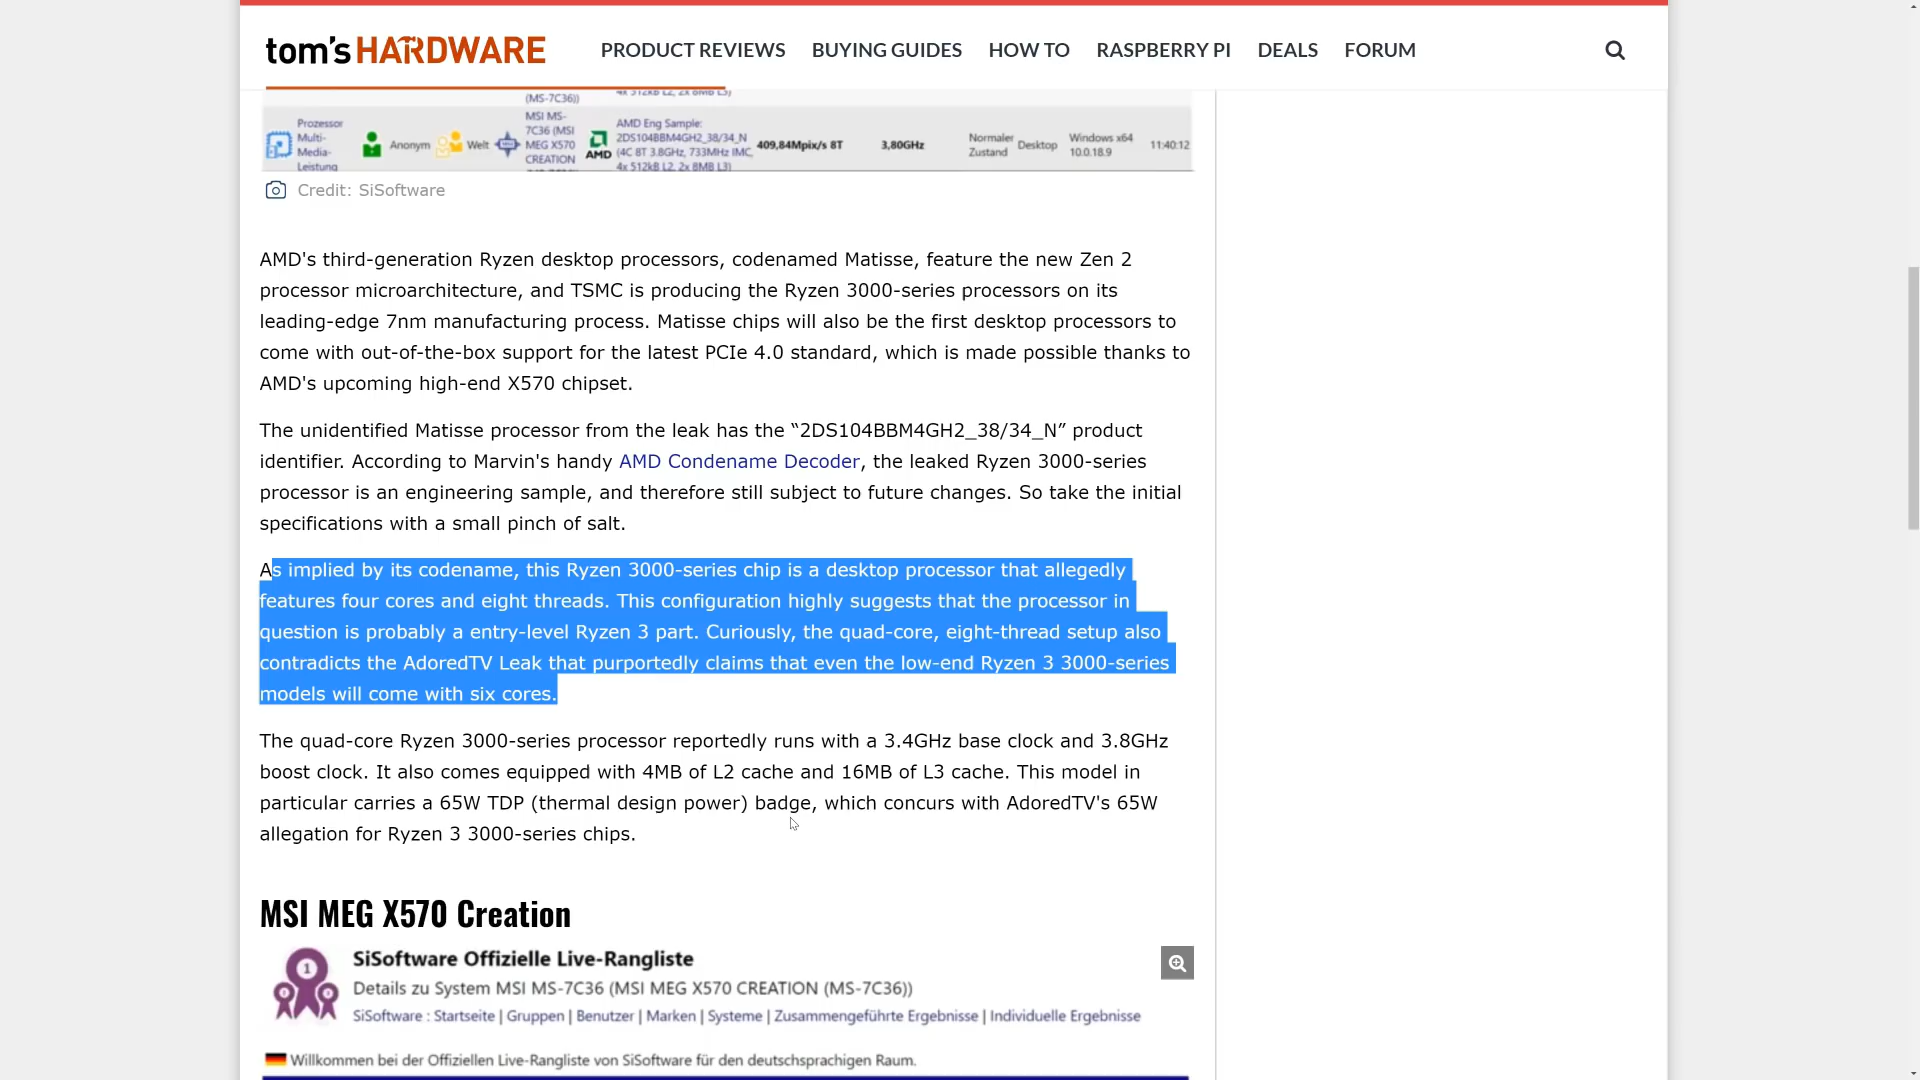 tom's HARDWARE
PRODUCT REVIEWS BUYING GUIDES HOW TO RASPBERRY PI DEALS FORUM
(MS-7C36)) 4x 512kB L2, 2x 8MB L3)
Prozessor Multi-Media-Leistung
Anonym
Welt
MSI MS-7C36 (MSI MEG X570 CREATION
AMD
AMD Eng Sample: 2DS104BBM4GH2_38/34_N (4C 8T 3.8GHz, 733MHz IMC, 4x 512kB L2, 2x 8MB L3)
409,84Mpix/s 8T
3,80GHz
Normaler Zustand
Desktop
Windows x64 10.0.18.9
11:40:12
Credit: SiSoftware
AMD's third-generation Ryzen desktop processors, codenamed Matisse, feature the new Zen 2
processor microarchitecture, and TSMC is producing the Ryzen 3000-series processors on its
leading-edge 7nm manufacturing process. Matisse chips will also be the first desktop processors to
come with out-of-the-box support for the latest PCIe 4.0 standard, which is made possible thanks to
AMD's upcoming high-end X570 chipset.
The unidentified Matisse processor from the leak has the “2DS104BBM4GH2_38/34_N” product
identifier. According to Marvin's handy AMD Condename Decoder, the leaked Ryzen 3000-series
processor is an engineering sample, and therefore still subject to future changes. So take the initial
specifications with a small pinch of salt.
As implied by its codename, this Ryzen 3000-series chip is a desktop processor that allegedly
features four cores and eight threads. This configuration highly suggests that the processor in
question is probably a entry-level Ryzen 3 part. Curiously, the quad-core, eight-thread setup also
contradicts the AdoredTV Leak that purportedly claims that even the low-end Ryzen 3 3000-series
models will come with six cores.
The quad-core Ryzen 3000-series processor reportedly runs with a 3.4GHz base clock and 3.8GHz
boost clock. It also comes equipped with 4MB of L2 cache and 16MB of L3 cache. This model in
particular carries a 65W TDP (thermal design power) badge, which concurs with AdoredTV's 65W
allegation for Ryzen 3 3000-series chips.
MSI MEG X570 Creation
SiSoftware Offizielle Live-Rangliste
Details zu System MSI MS-7C36 (MSI MEG X570 CREATION (MS-7C36))
SiSoftware : Startseite | Gruppen | Benutzer | Marken | Systeme | Zusammengeführte Ergebnisse | Individuelle Ergebnisse
Willkommen bei der Offiziellen Live-Rangliste von SiSoftware für den deutschsprachigen Raum.